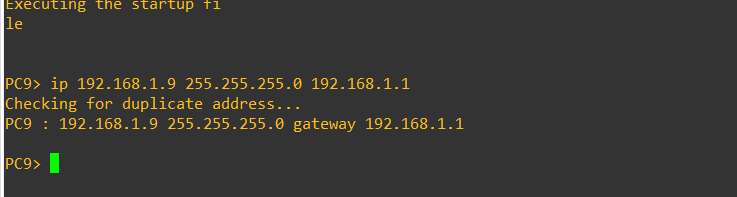 Executing the startup fi
le
PC9> ip 192.168.1.9 255.255.255.0 192.168.1.1
Checking for duplicate address...
PC9 : 192.168.1.9 255.255.255.0 gateway 192.168.1.1
PC9>